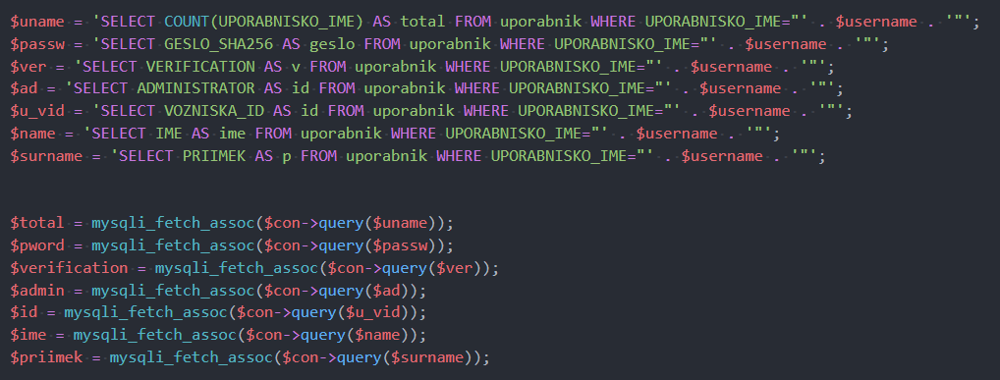 $uname = 'SELECT COUNT(UPORABNISKO_IME) AS total FROM uporabnik WHERE UPORABNISKO_IME="' . $username . '"';
$passw = 'SELECT GESLO_SHA256 AS geslo FROM uporabnik WHERE UPORABNISKO_IME="' . $username . '"';
$ver = 'SELECT VERIFICATION AS v FROM uporabnik WHERE UPORABNISKO_IME="' . $username . '"';
$ad = 'SELECT ADMINISTRATOR AS id FROM uporabnik WHERE UPORABNISKO_IME="' . $username . '"';
$u_vid = 'SELECT VOZNISKA_ID AS id FROM uporabnik WHERE UPORABNISKO_IME="' . $username . '"';
$name = 'SELECT IME AS ime FROM uporabnik WHERE UPORABNISKO_IME="' . $username . '"';
$surname = 'SELECT PRIIMEK AS p FROM uporabnik WHERE UPORABNISKO_IME="' . $username . '"';
$total = mysqli_fetch_assoc($con->query($uname));
$pword = mysqli_fetch_assoc($con->query($passw));
$verification = mysqli_fetch_assoc($con->query($ver));
$admin = mysqli_fetch_assoc($con->query($ad));
$id = mysqli_fetch_assoc($con->query($u_vid));
$ime = mysqli_fetch_assoc($con->query($name));
$priimek = mysqli_fetch_assoc($con->query($surname));